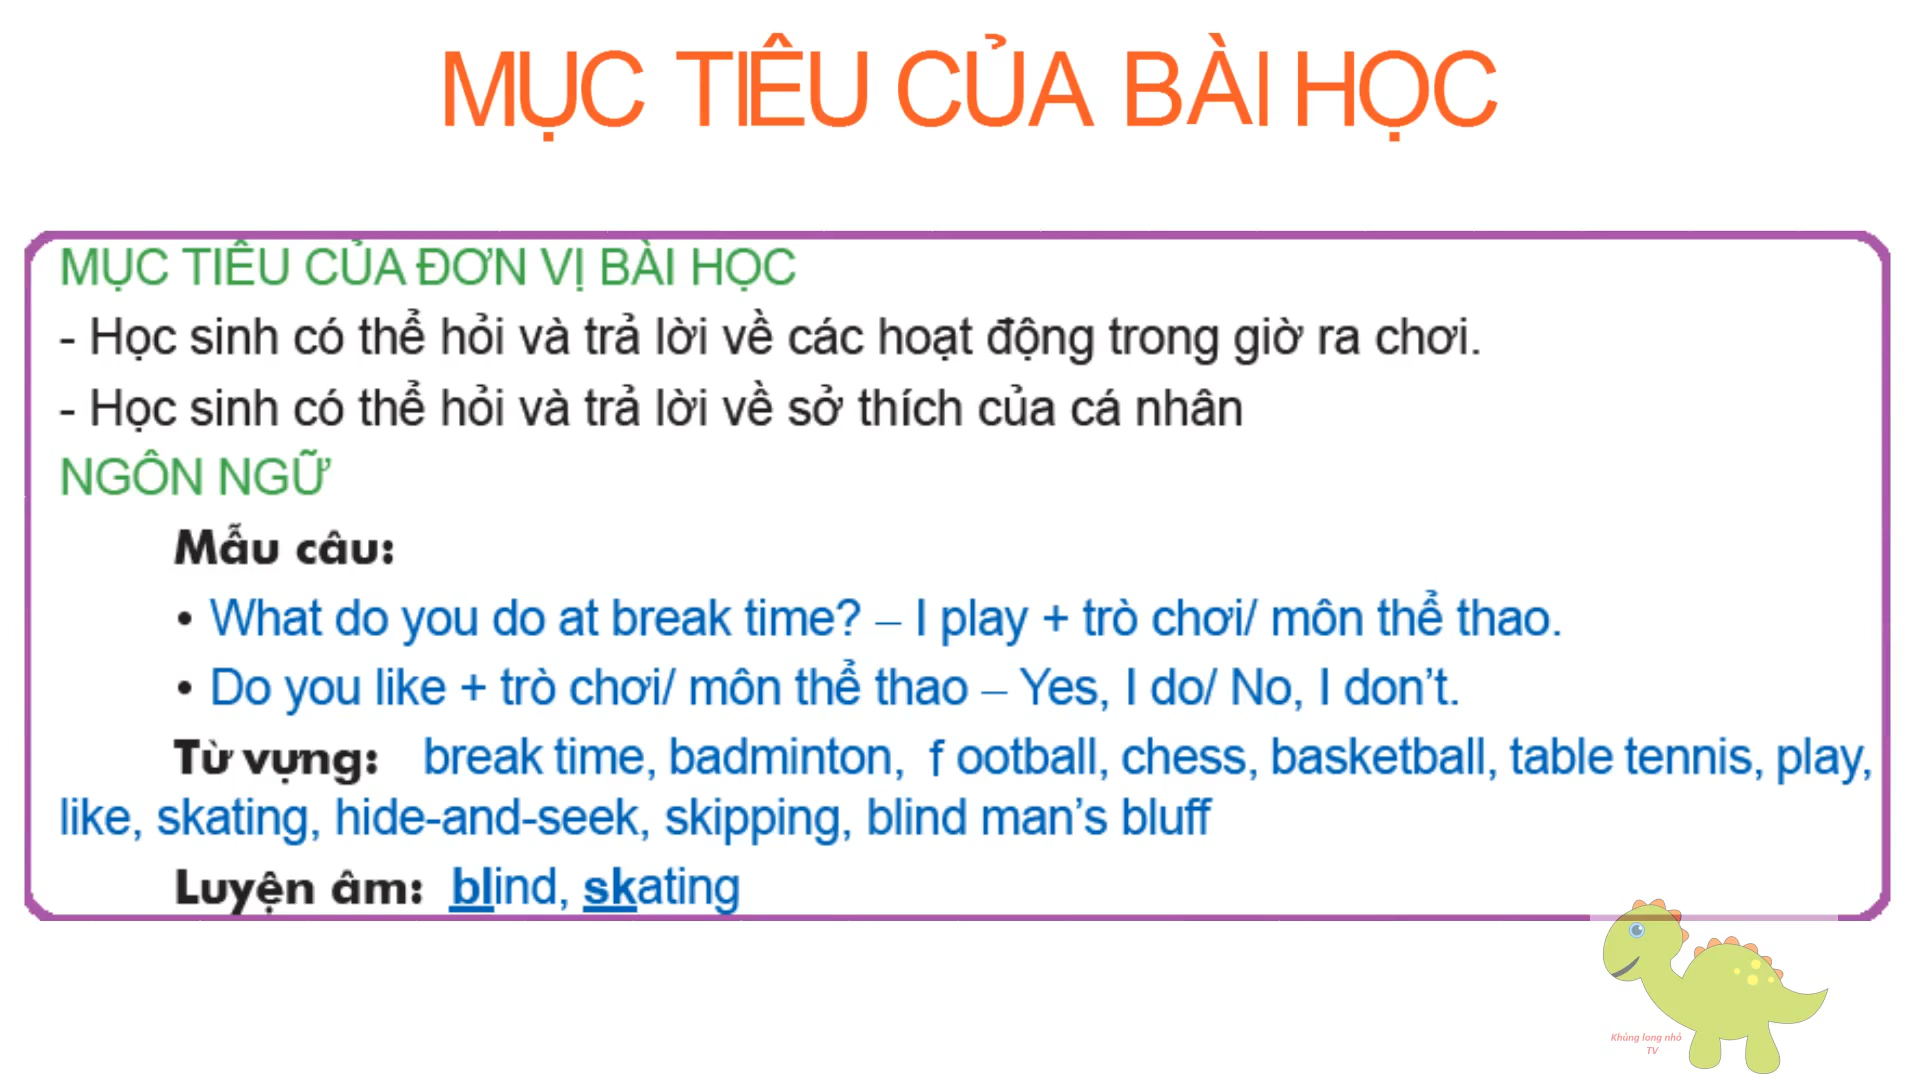 MỤC TIÊU CỦA BÀI HỌC
MỤC TIÊU CỦA ĐƠN VỊ BÀI HỌC
- Học sinh có thể hỏi và trả lời về các hoạt động trong giờ ra chơi.
- Học sinh có thể hỏi và trả lời về sở thích của cá nhân
NGÔN NGỮ
Mẫu câu:
• What do you do at break time? – I play + trò chơi/ môn thể thao.
• Do you like + trò chơi/ môn thể thao – Yes, I do/ No, I don’t.
Từ vựng: break time, badminton, f ootball, chess, basketball, table tennis, play,
like, skating, hide-and-seek, skipping, blind man’s bluff
Luyện âm: blind, skating
Khủng long nhỏ
TV